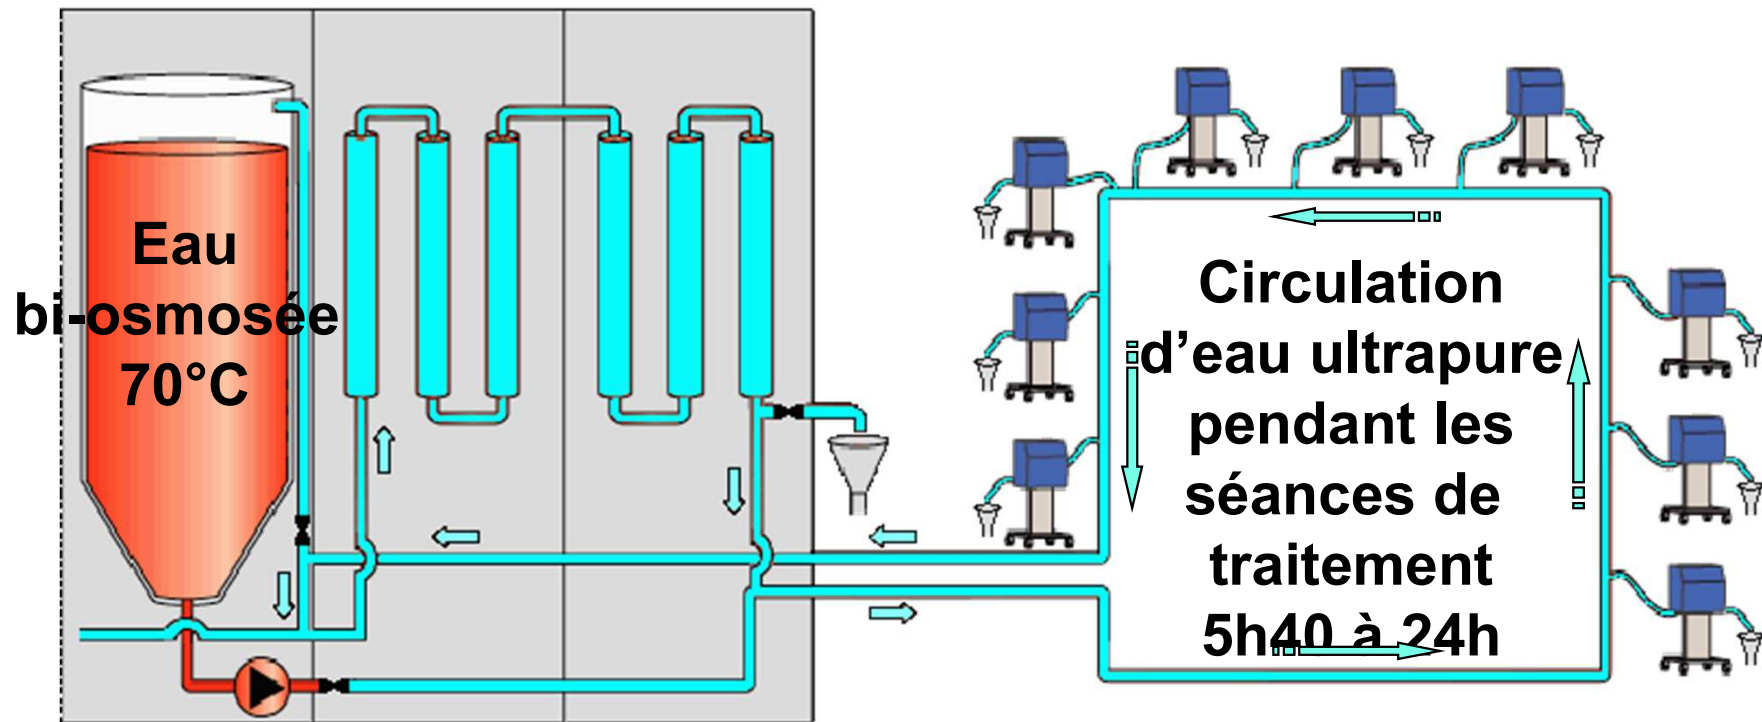 Eau
bi-osmosée
70°C
Circulation
d’eau ultrapure
pendant les
séances de
traitement
5h40 à 24h